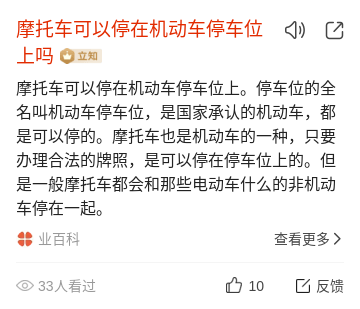 摩托车可以停在机动车停车位
上吗 立知
摩托车可以停在机动车停车位上。停车位的全
名叫机动车停车位，是国家承认的机动车，都
是可以停的。摩托车也是机动车的一种，只要
办理合法的牌照，是可以停在停车位上的。但
是一般摩托车都会和那些电动车什么的非机动
车停在一起。
业百科 查看更多
33人看过 10 反馈